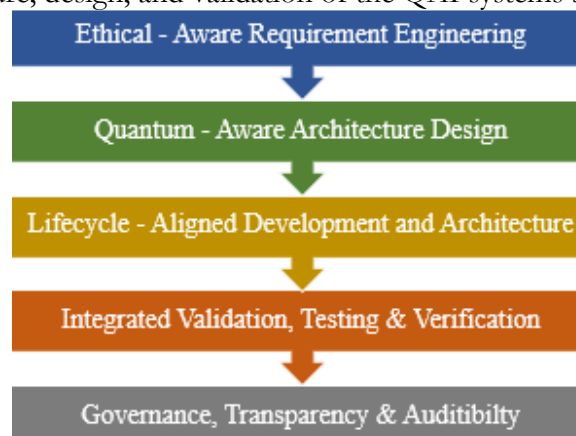 are, design, and validation of the QAI systems
Ethical - Aware Requirement Engineering
Quantum - Aware Architecture Design
Lifecycle - Aligned Development and Architecture
Integrated Validation, Testing & Verification
Governance, Transparency & Auditibilty